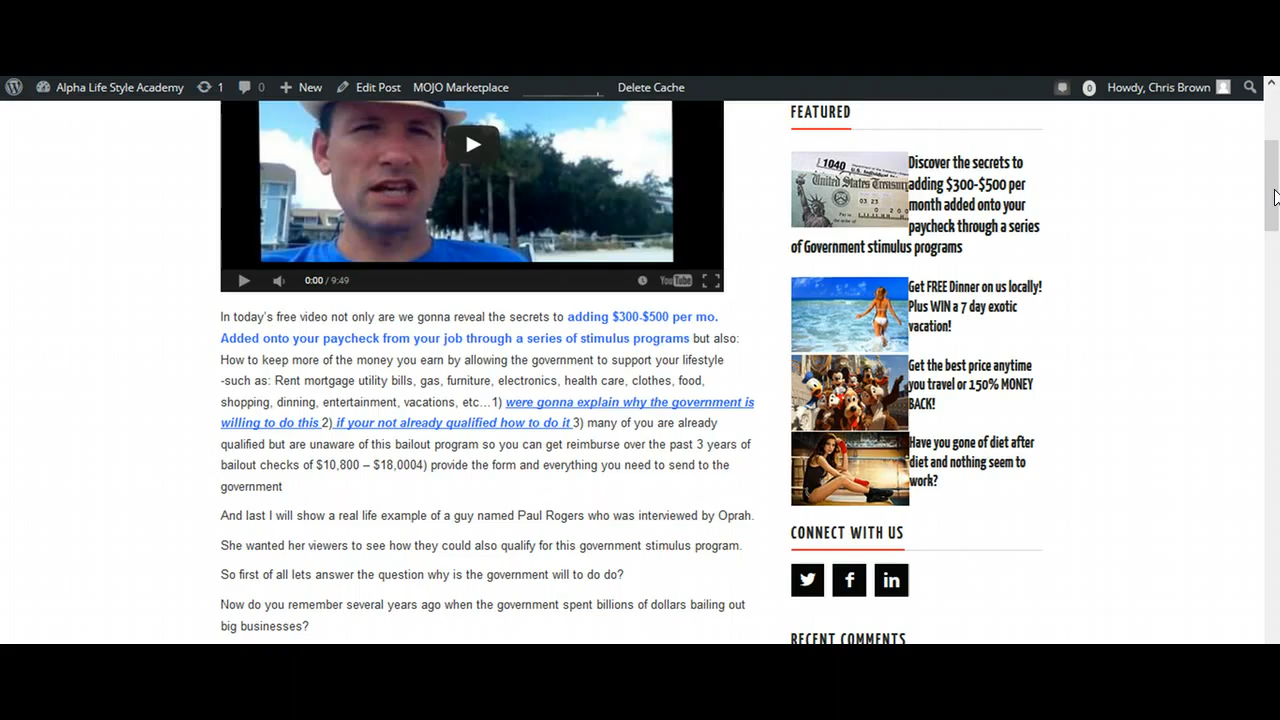 Alpha Life Style Academy 1 0 New Edit Post MOJO Marketplace Delete Cache 0 Howdy, Chris Brown
0:00 / 9:49 YouTube
In today's free video not only are we gonna reveal the secrets to adding $300-$500 per mo.
Added onto your paycheck from your job through a series of stimulus programs but also:
How to keep more of the money you earn by allowing the government to support your lifestyle
-such as: Rent mortgage utility bills, gas, furniture, electronics, health care, clothes, food,
shopping, dinning, entertainment, vacations, etc…1) were gonna explain why the government is
willing to do this 2) if your not already qualified how to do it 3) many of you are already
qualified but are unaware of this bailout program so you can get reimburse over the past 3 years of
bailout checks of $10,800 – $18,0004) provide the form and everything you need to send to the
government
And last I will show a real life example of a guy named Paul Rogers who was interviewed by Oprah.
She wanted her viewers to see how they could also qualify for this government stimulus program.
So first of all lets answer the question why is the government will to do do?
Now do you remember several years ago when the government spent billions of dollars bailing out
big businesses?
FEATURED
1040
United States Treasury
03 23
Discover the secrets to
adding $300-$500 per
month added onto your
paycheck through a series
of Government stimulus programs
Get FREE Dinner on us locally!
Plus WIN a 7 day exotic
vacation!
Get the best price anytime
you travel or 150% MONEY
BACK!
Have you gone of diet after
diet and nothing seem to
work?
CONNECT WITH US
RECENT COMMENTS